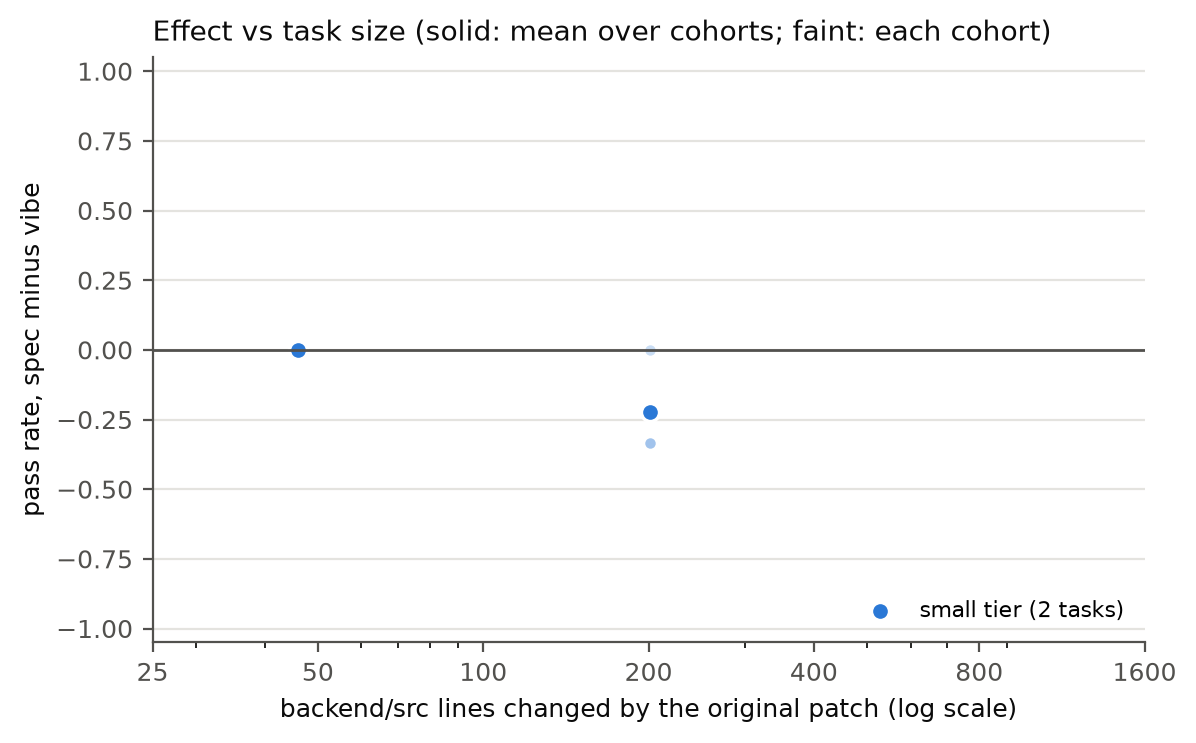 Effect vs task size (solid: mean over cohorts; faint: each cohort)
1.00
0.75
0.50
0.25
0.00
−0.25
−0.50
−0.75
−1.00
pass rate, spec minus vibe
small tier (2 tasks)
25 50 100 200 400 800 1600
backend/src lines changed by the original patch (log scale)